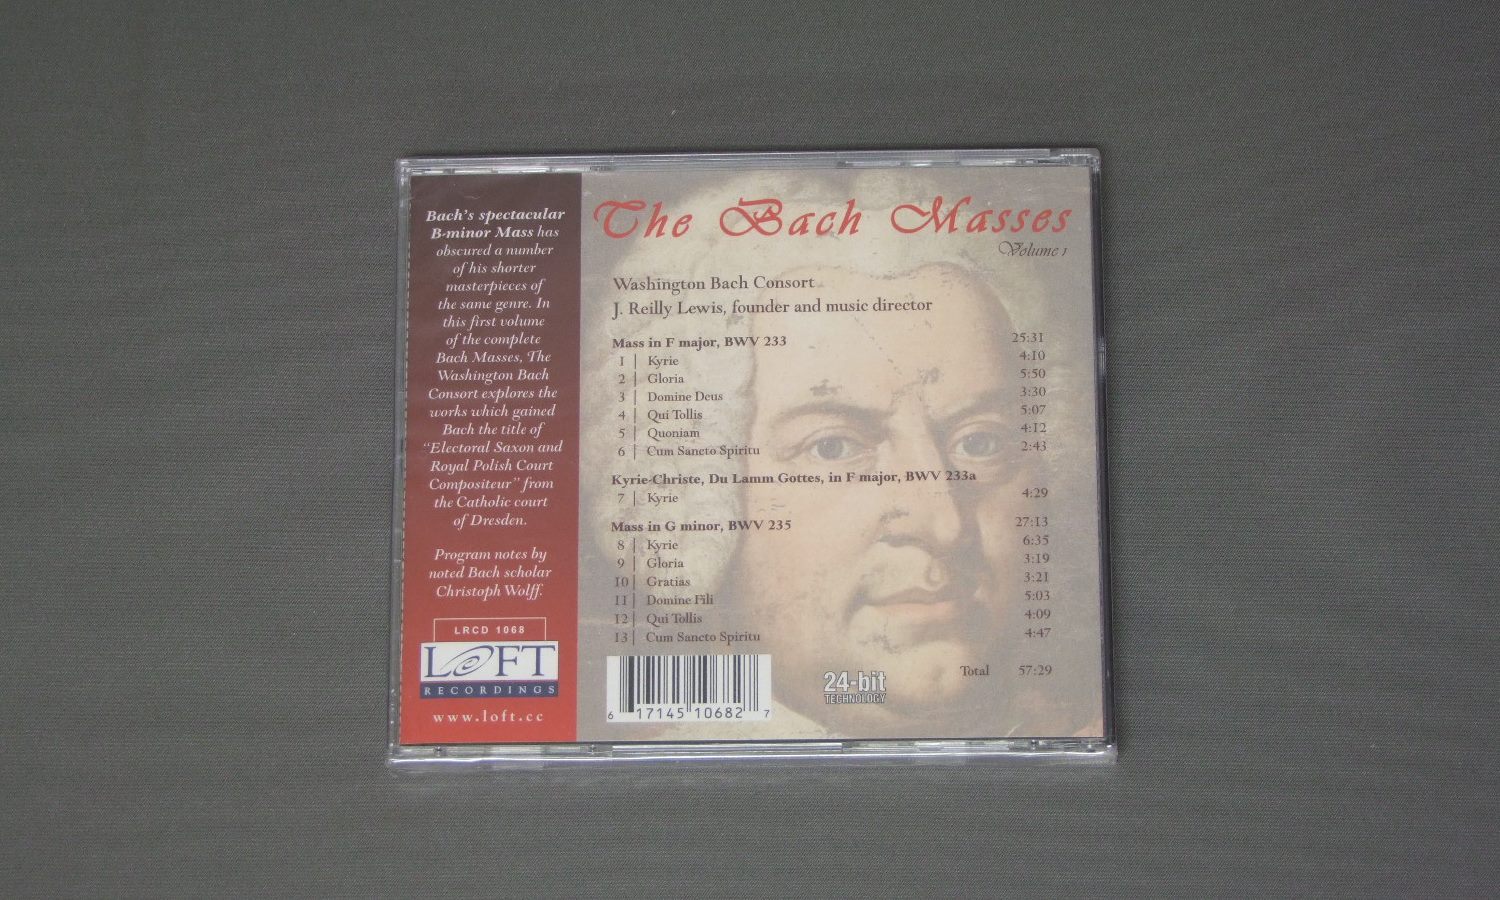 Bach's spectacular
B-minor Mass has
obscured a number
of his shorter
masterpieces of
the same genre. In
this first volume
of the complete
Bach Masses, The
Washington Bach
Consort explores the
works which gained
Bach the title of
"Electoral Saxon and
Royal Polish Court
Compositeur" from
the Catholic court
of Dresden.
Program notes by
noted Bach scholar
Christoph Wolff.
LRCD 1068
LOFT
RECORDINGS
www.loft.cc
The Bach Masses
Volume 1
Washington Bach Consort
J. Reilly Lewis, founder and music director
Mass in F major, BWV 233 25:31
1 | Kyrie 4:10
2 | Gloria 5:50
3 | Domine Deus 3:30
4 | Qui Tollis 5:07
5 | Quoniam 4:12
6 | Cum Sancto Spiritu 2:43
Kyrie-Christe, Du Lamm Gottes, in F major, BWV 233a
7 | Kyrie 4:29
Mass in G minor, BWV 235 27:13
8 | Kyrie 6:35
9 | Gloria 3:19
10 | Gratias 3:21
11 | Domine Fili 5:03
12 | Qui Tollis 4:09
13 | Cum Sancto Spiritu 4:47
Total 57:29
24-bit
TECHNOLOGY
6 17145 10682 7